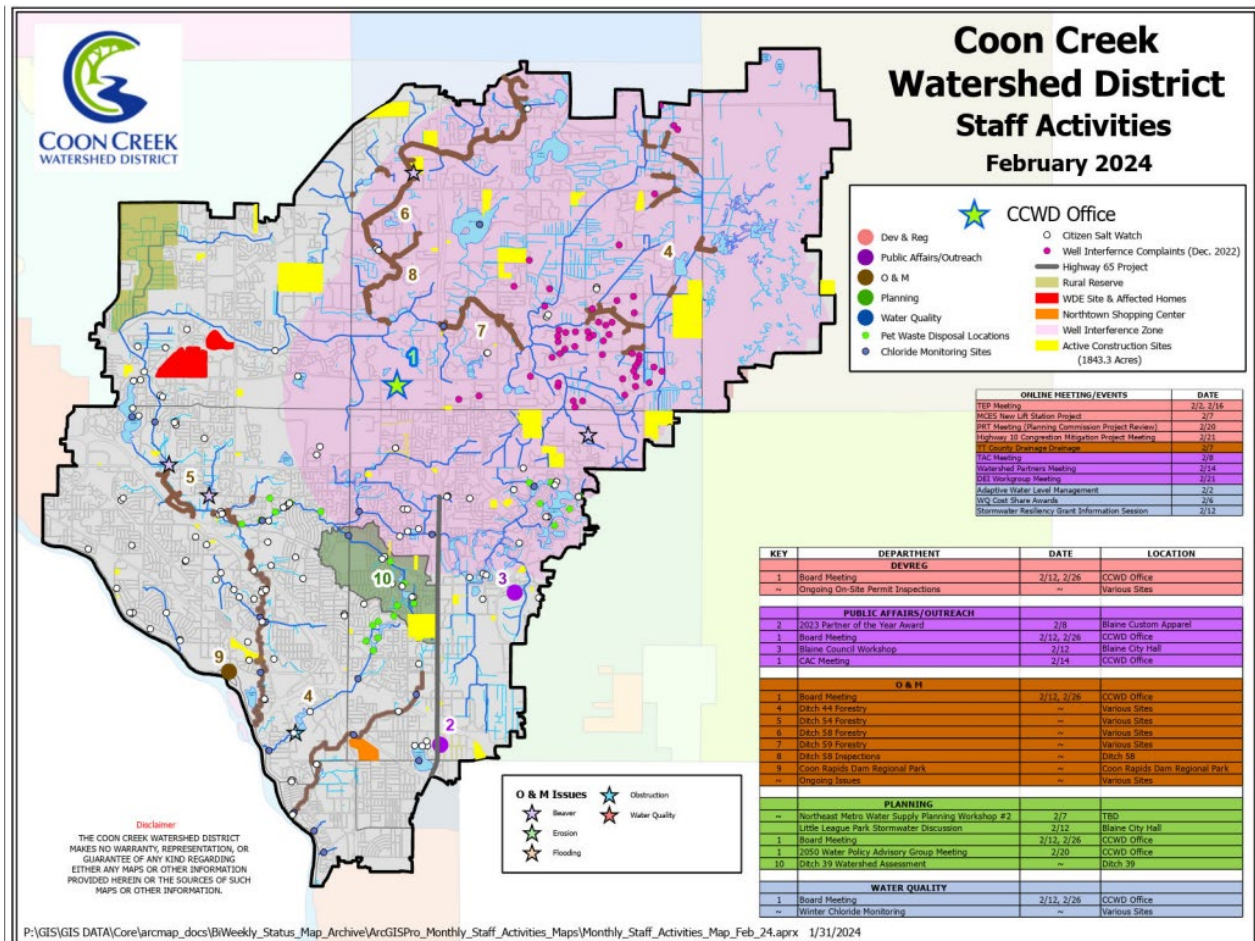 COON CREEK
WATERSHED DISTRICT
Coon Creek
Watershed District
Staff Activities
February 2024
CCWD Office
Dev & Reg
Public Affairs/Outreach
O & M
Planning
Water Quality
Pet Waste Disposal Locations
Chloride Monitoring Sites
Citizen Salt Watch
Well Interfernce Complaints (Dec. 2022)
Highway 65 Project
Rural Reserve
WDE Site & Affected Homes
Northtown Shopping Center
Well Interference Zone
Active Construction Sites
(1843.3 Acres)
6
4
8
7
1
5
10
3
9
4
2
ONLINE MEETING/EVENTS DATE
TEP Meeting 2/2, 2/16
MCES New Lift Station Project 2/7
PRT Meeting (Planning Commission Project Review) 2/20
Highway 10 Congrestion Mitigation Project Meeting 2/21
TT County Drainage Drainage 2/7
TAC Meeting 2/8
Watershed Partners Meeting 2/14
DEI Workgroup Meeting 2/21
Adaptive Water Level Management 2/2
WQ Cost Share Awards 2/6
Stormwater Resiliency Grant Information Session 2/12
KEY DEPARTMENT DATE LOCATION
DEVREG
1 Board Meeting 2/12, 2/26 CCWD Office
~ Ongoing On-Site Permit Inspections ~ Various Sites
PUBLIC AFFAIRS/OUTREACH
2 2023 Partner of the Year Award 2/8 Blaine Custom Apparel
1 Board Meeting 2/12, 2/26 CCWD Office
3 Blaine Council Workshop 2/12 Blaine City Hall
1 CAC Meeting 2/14 CCWD Office
O & M
1 Board Meeting 2/12, 2/26 CCWD Office
4 Ditch 44 Forestry ~ Various Sites
5 Ditch 54 Forestry ~ Various Sites
6 Ditch 58 Forestry ~ Various Sites
7 Ditch 59 Forestry ~ Various Sites
8 Ditch 58 Inspections ~ Ditch 58
9 Coon Rapids Dam Regional Park ~ Coon Rapids Dam Regional Park
~ Ongoing Issues ~ Various Sites
PLANNING
~ Northeast Metro Water Supply Planning Workshop #2 2/7 TBD
Little League Park Stormwater Discussion 2/12 Blaine City Hall
1 Board Meeting 2/12, 2/26 CCWD Office
1 2050 Water Policy Advisory Group Meeting 2/20 CCWD Office
10 Ditch 39 Watershed Assessment ~ Ditch 39
WATER QUALITY
1 Board Meeting 2/12, 2/26 CCWD Office
~ Winter Chloride Monitoring ~ Various Sites
O & M Issues
Beaver
Erosion
Flooding
Obstruction
Water Quality
Disclaimer
THE COON CREEK WATERSHED DISTRICT
MAKES NO WARRANTY, REPRESENTATION, OR
GUARANTEE OF ANY KIND REGARDING
EITHER ANY MAPS OR OTHER INFORMATION
PROVIDED HEREIN OR THE SOURCES OF SUCH
MAPS OR OTHER INFORMATION.
P:\GIS\GIS DATA\Core\arcmap_docs\BiWeekly_Status_Map_Archive\ArcGISPro_Monthly_Staff_Activities_Maps\Monthly_Staff_Activities_Map_Feb_24.aprx 1/31/2024